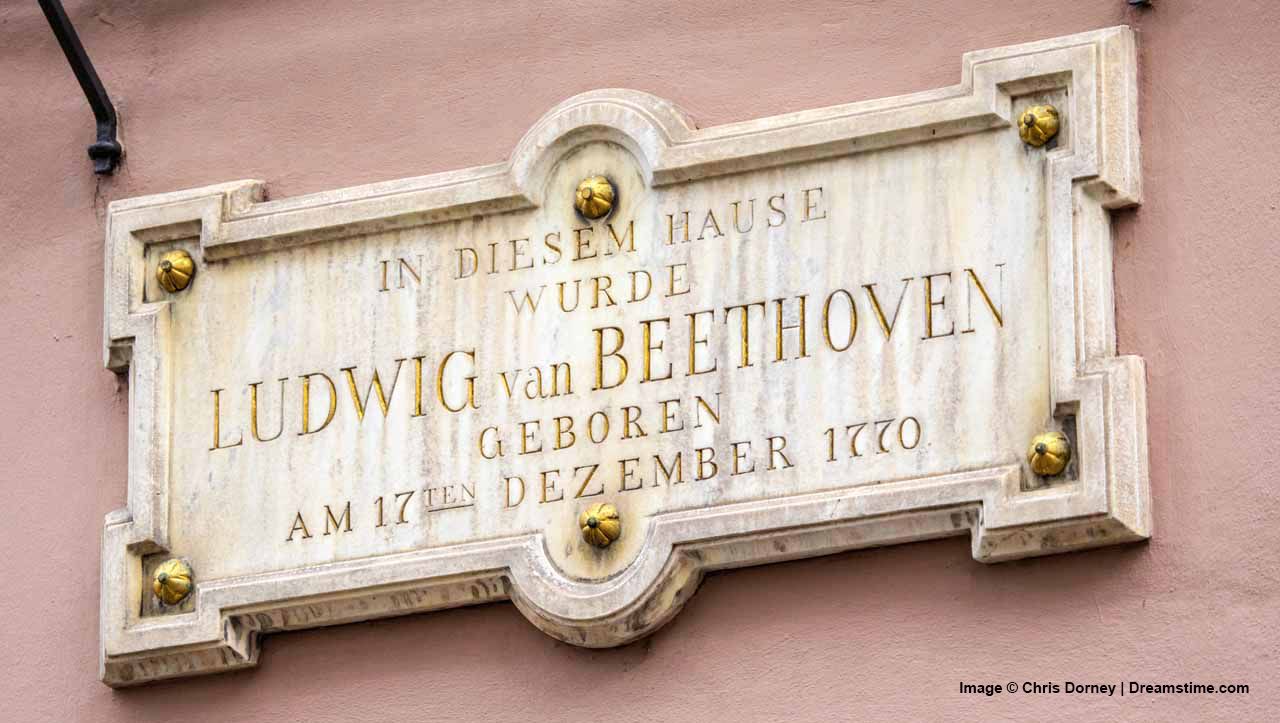 IN DIESEM HAUSE
WURDE
LUDWIG van BEETHOVEN
GEBOREN
AM 17TEN DEZEMBER 1770.
Image © Chris Dorney | Dreamstime.com